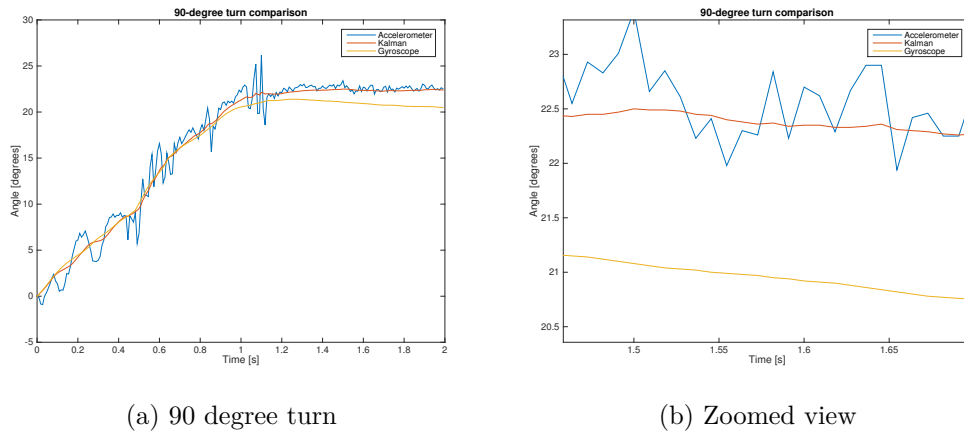 90-degree turn comparison
Accelerometer
Kalman
Gyroscope
30
25
20
15
10
5
0
-5
Angle [degrees]
0 0.2 0.4 0.6 0.8 1 1.2 1.4 1.6 1.8 2
Time [s]
(a) 90 degree turn
90-degree turn comparison
Accelerometer
Kalman
Gyroscope
23
22.5
22
21.5
21
20.5
Angle [degrees]
1.5 1.55 1.6 1.65
Time [s]
(b) Zoomed view